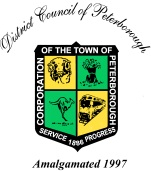 District Council of Peterborough
CORPORATION OF THE TOWN OF PETERBOROUGH
SERVICE 1886 PROGRESS
Amalgamated 1997